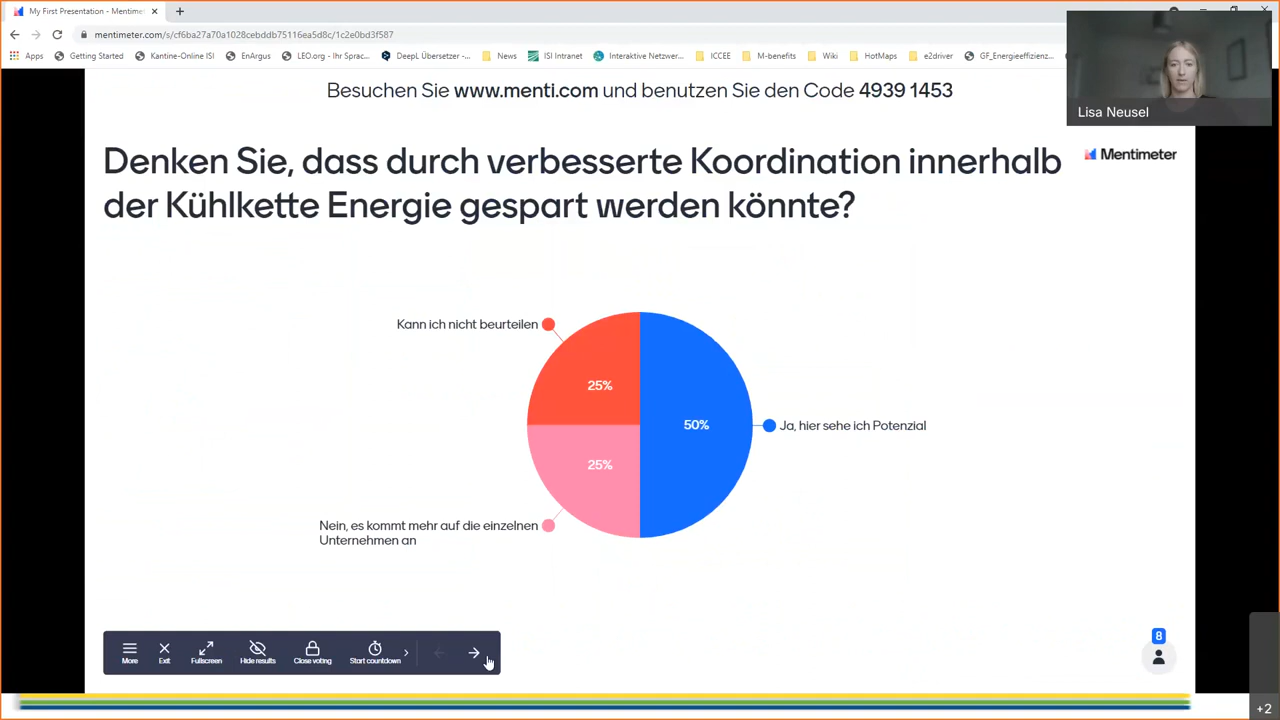 My First Presentation - Mentime
mentimeter.com/s/cf6ba27a70a1028cebddb75116ea5d8c/1c2e0bd3f587
Apps
Getting Started
Kantine-Online ISI
EnArgus
LEO.org - Ihr Sprac...
DeepL Übersetzer -...
News
ISI Intranet
Interaktive Netzwer...
ICCEE
M-benefits
Wiki
HotMaps
e2driver
GF_Energieeffizienz...
Lisa Neusel
Besuchen Sie www.menti.com und benutzen Sie den Code 4939 1453
Mentimeter
Denken Sie, dass durch verbesserte Koordination innerhalb
der Kühlkette Energie gespart werden könnte?
Kann ich nicht beurteilen
25%
50%
Ja, hier sehe ich Potenzial
25%
Nein, es kommt mehr auf die einzelnen
Unternehmen an
More
Exit
Fullscreen
Hide results
Close voting
Start countdown
8
+2